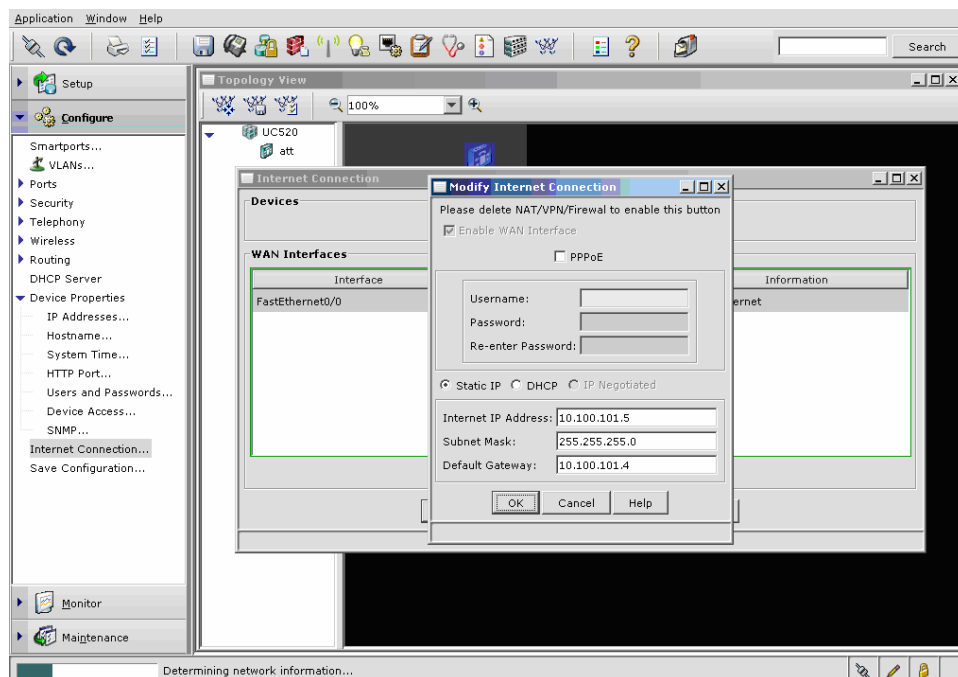 Application Window Help
Search
Setup
Configure
Smartports...
VLANs...
Ports
Security
Telephony
Wireless
Routing
DHCP Server
Device Properties
IP Addresses...
Hostname...
System Time...
HTTP Port...
Users and Passwords...
Device Access...
SNMP...
Internet Connection...
Save Configuration...
Monitor
Maintenance
Topology View
100%
UC520
att
Internet Connection
Devices
WAN Interfaces
Interface
Information
FastEthernet0/0
ernet
Modify Internet Connection
Please delete NAT/VPN/Firewal to enable this button
Enable WAN Interface
PPPoE
Username:
Password:
Re-enter Password:
Static IP DHCP IP Negotiated
Internet IP Address: 10.100.101.5
Subnet Mask: 255.255.255.0
Default Gateway: 10.100.101.4
OK Cancel Help
Determining network information...